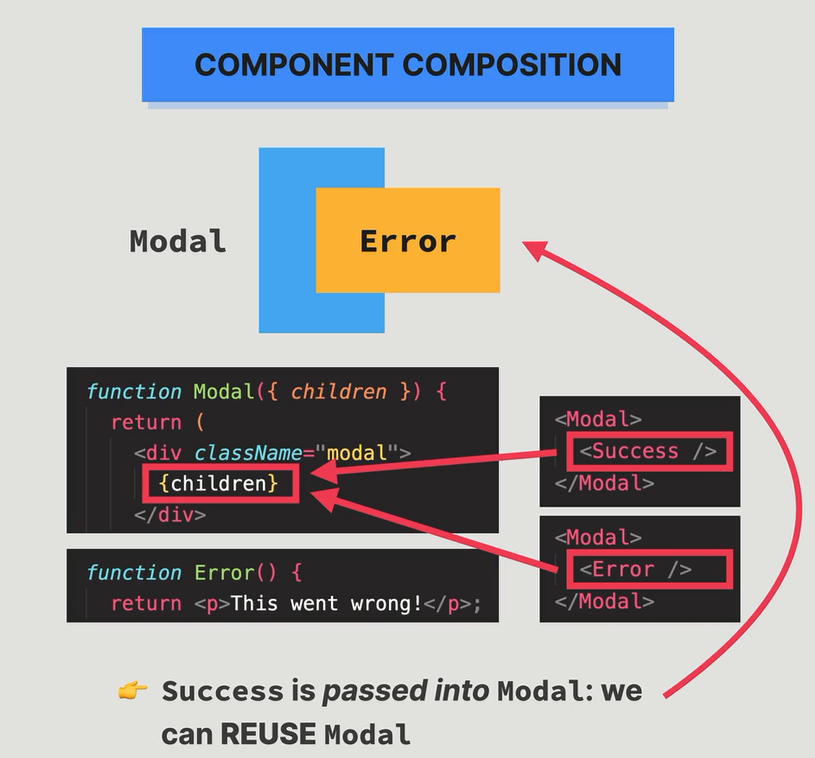 COMPONENT COMPOSITION
Modal
Error
function Modal({ children }) {
return (
<div className="modal">
{children}
</div>
function Error() {
return <p>This went wrong!</p>;
<Modal>
<Success />
</Modal>
<Modal>
<Error />
</Modal>
👉 Success is passed into Modal: we
can REUSE Modal